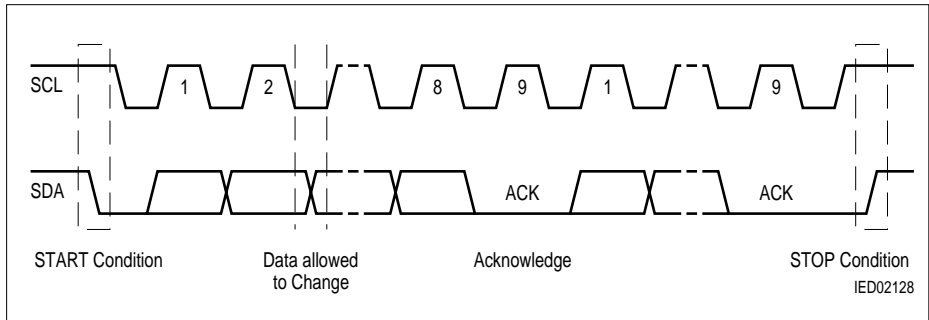 SCL
1 2 8 9 1 9
SDA
ACK ACK
START Condition
Data allowed
to Change
Acknowledge
STOP Condition
IED02128